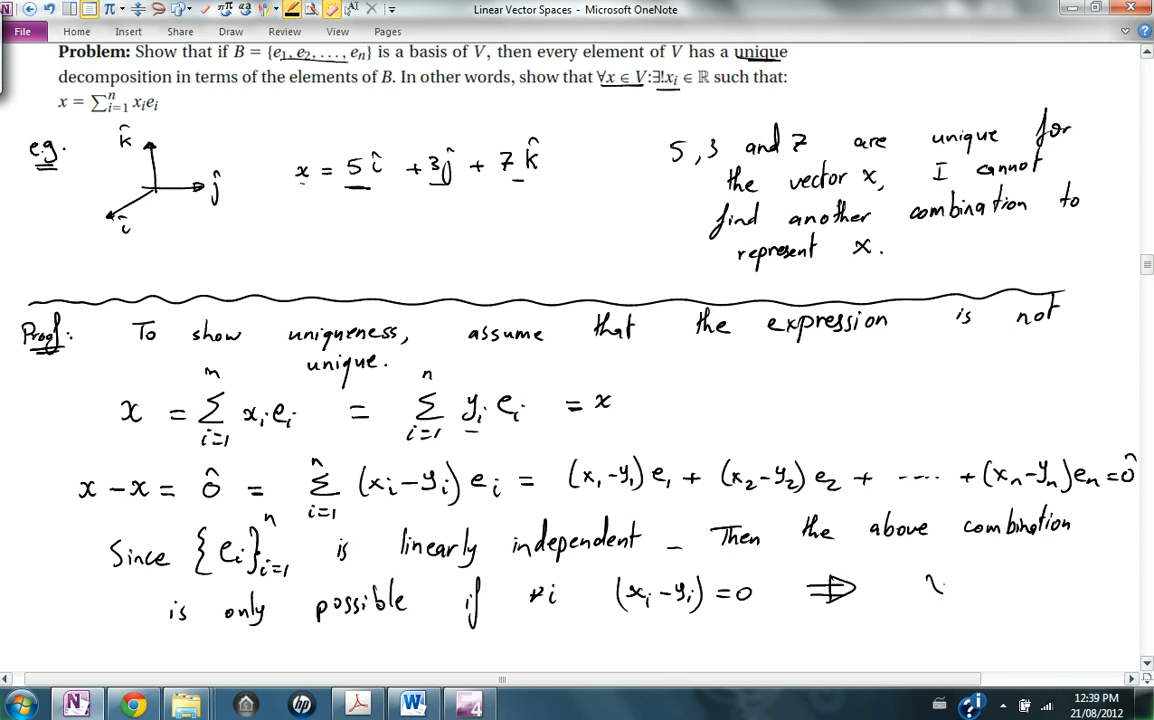 Linear Vector Spaces - Microsoft OneNote
File Home Insert Share Draw Review View
Problem: Show that if B = {e₁, e₂, . . . , eₙ} is a basis of V, then every element of V has a unique
decomposition in terms of the elements of B. In other words, show that ∀x ∈ V:∃!xᵢ ∈ ℝ such that:
x = ∑ⁿᵢ₌₁ xᵢeᵢ
e.g.
k̂
ĵ
î
x = 5 î + 3ĵ + 7 k̂
5, 3 and 7 are unique for
the vector x, I cannot
find another combination to
represent x.
Proof: To show uniqueness, assume that the expression is not
unique.
x = ∑ⁿᵢ₌₁ xᵢeᵢ = ∑ⁿᵢ₌₁ yᵢ eᵢ = x
x - x = ô = ∑ⁿᵢ₌₁ (xᵢ - yᵢ) eᵢ = (x₁ - y₁) e₁ + (x₂ - y₂) e₂ + ---- + (xₙ - yₙ) eₙ = ô
Since {eᵢ}ⁿᵢ₌₁ is linearly independent - Then the above combination
is only possible if ∀i (xᵢ - yᵢ) = 0 ⇒
12:39 PM
21/08/2012